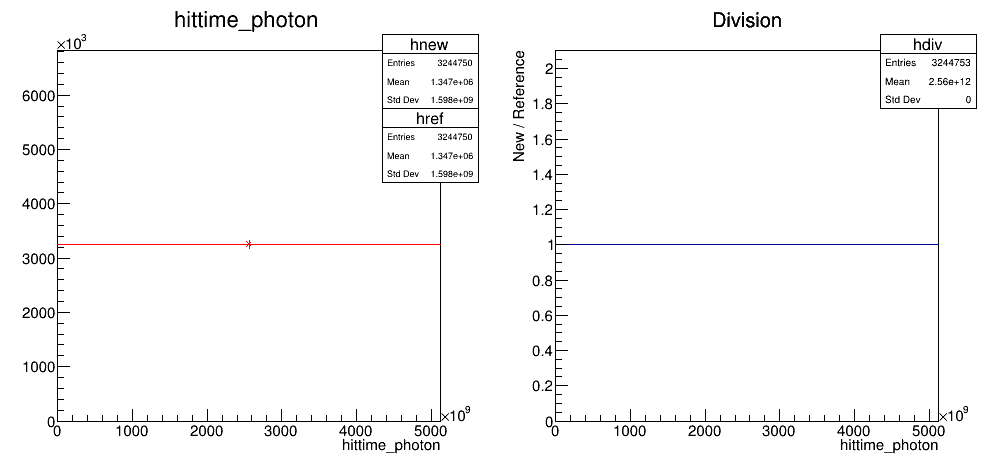 hittime_photon
×10³
hnew
Entries 3244750
Mean 1.347e+06
Std Dev 1.598e+09
href
Entries 3244750
Mean 1.347e+06
Std Dev 1.598e+09
6000
5000
4000
3000
2000
1000
0
0 1000 2000 3000 4000 5000
×10⁹
hittime_photon
Division
hdiv
Entries 3244753
Mean 2.56e+12
Std Dev 0
New / Reference
2
1.8
1.6
1.4
1.2
1
0.8
0.6
0.4
0.2
0
0 1000 2000 3000 4000 5000
×10⁹
hittime_photon